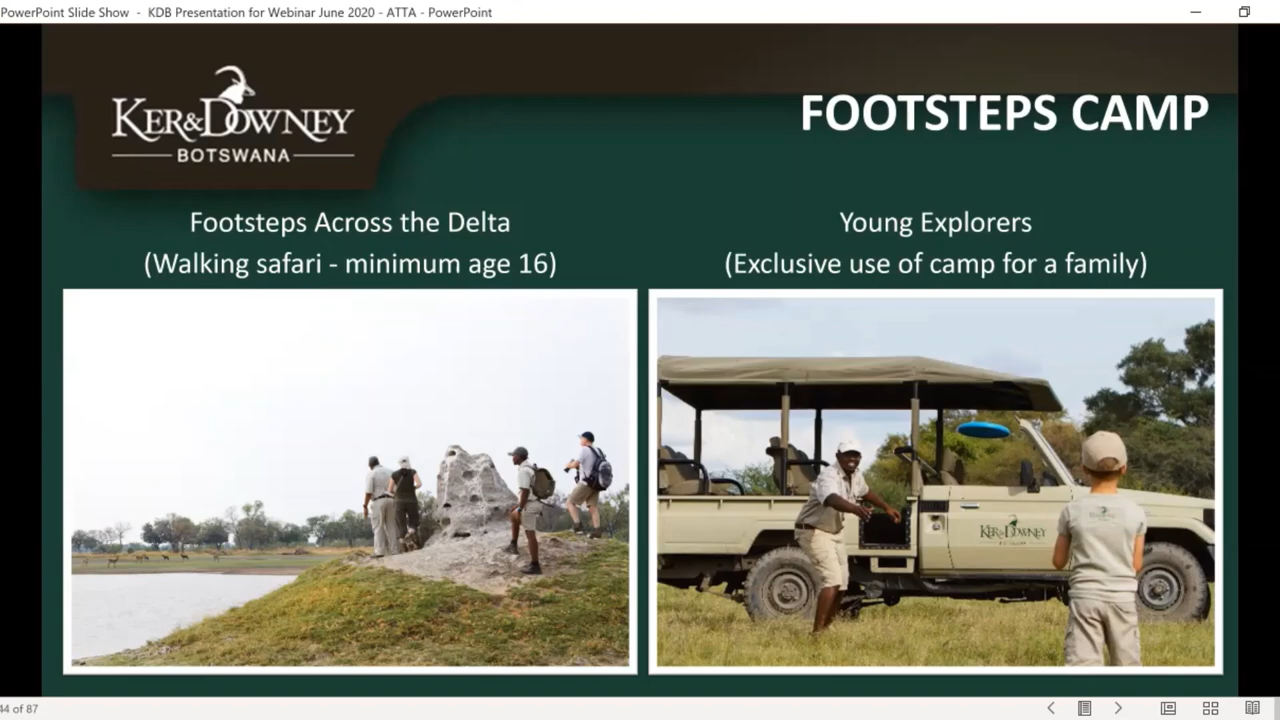 PowerPoint Slide Show - KDB Presentation for Webinar June 2020 - ATTA - PowerPoint
KER&DOWNEY
BOTSWANA
FOOTSTEPS CAMP
Footsteps Across the Delta
(Walking safari - minimum age 16)
Young Explorers
(Exclusive use of camp for a family)
KER&DOWNEY
44 of 87